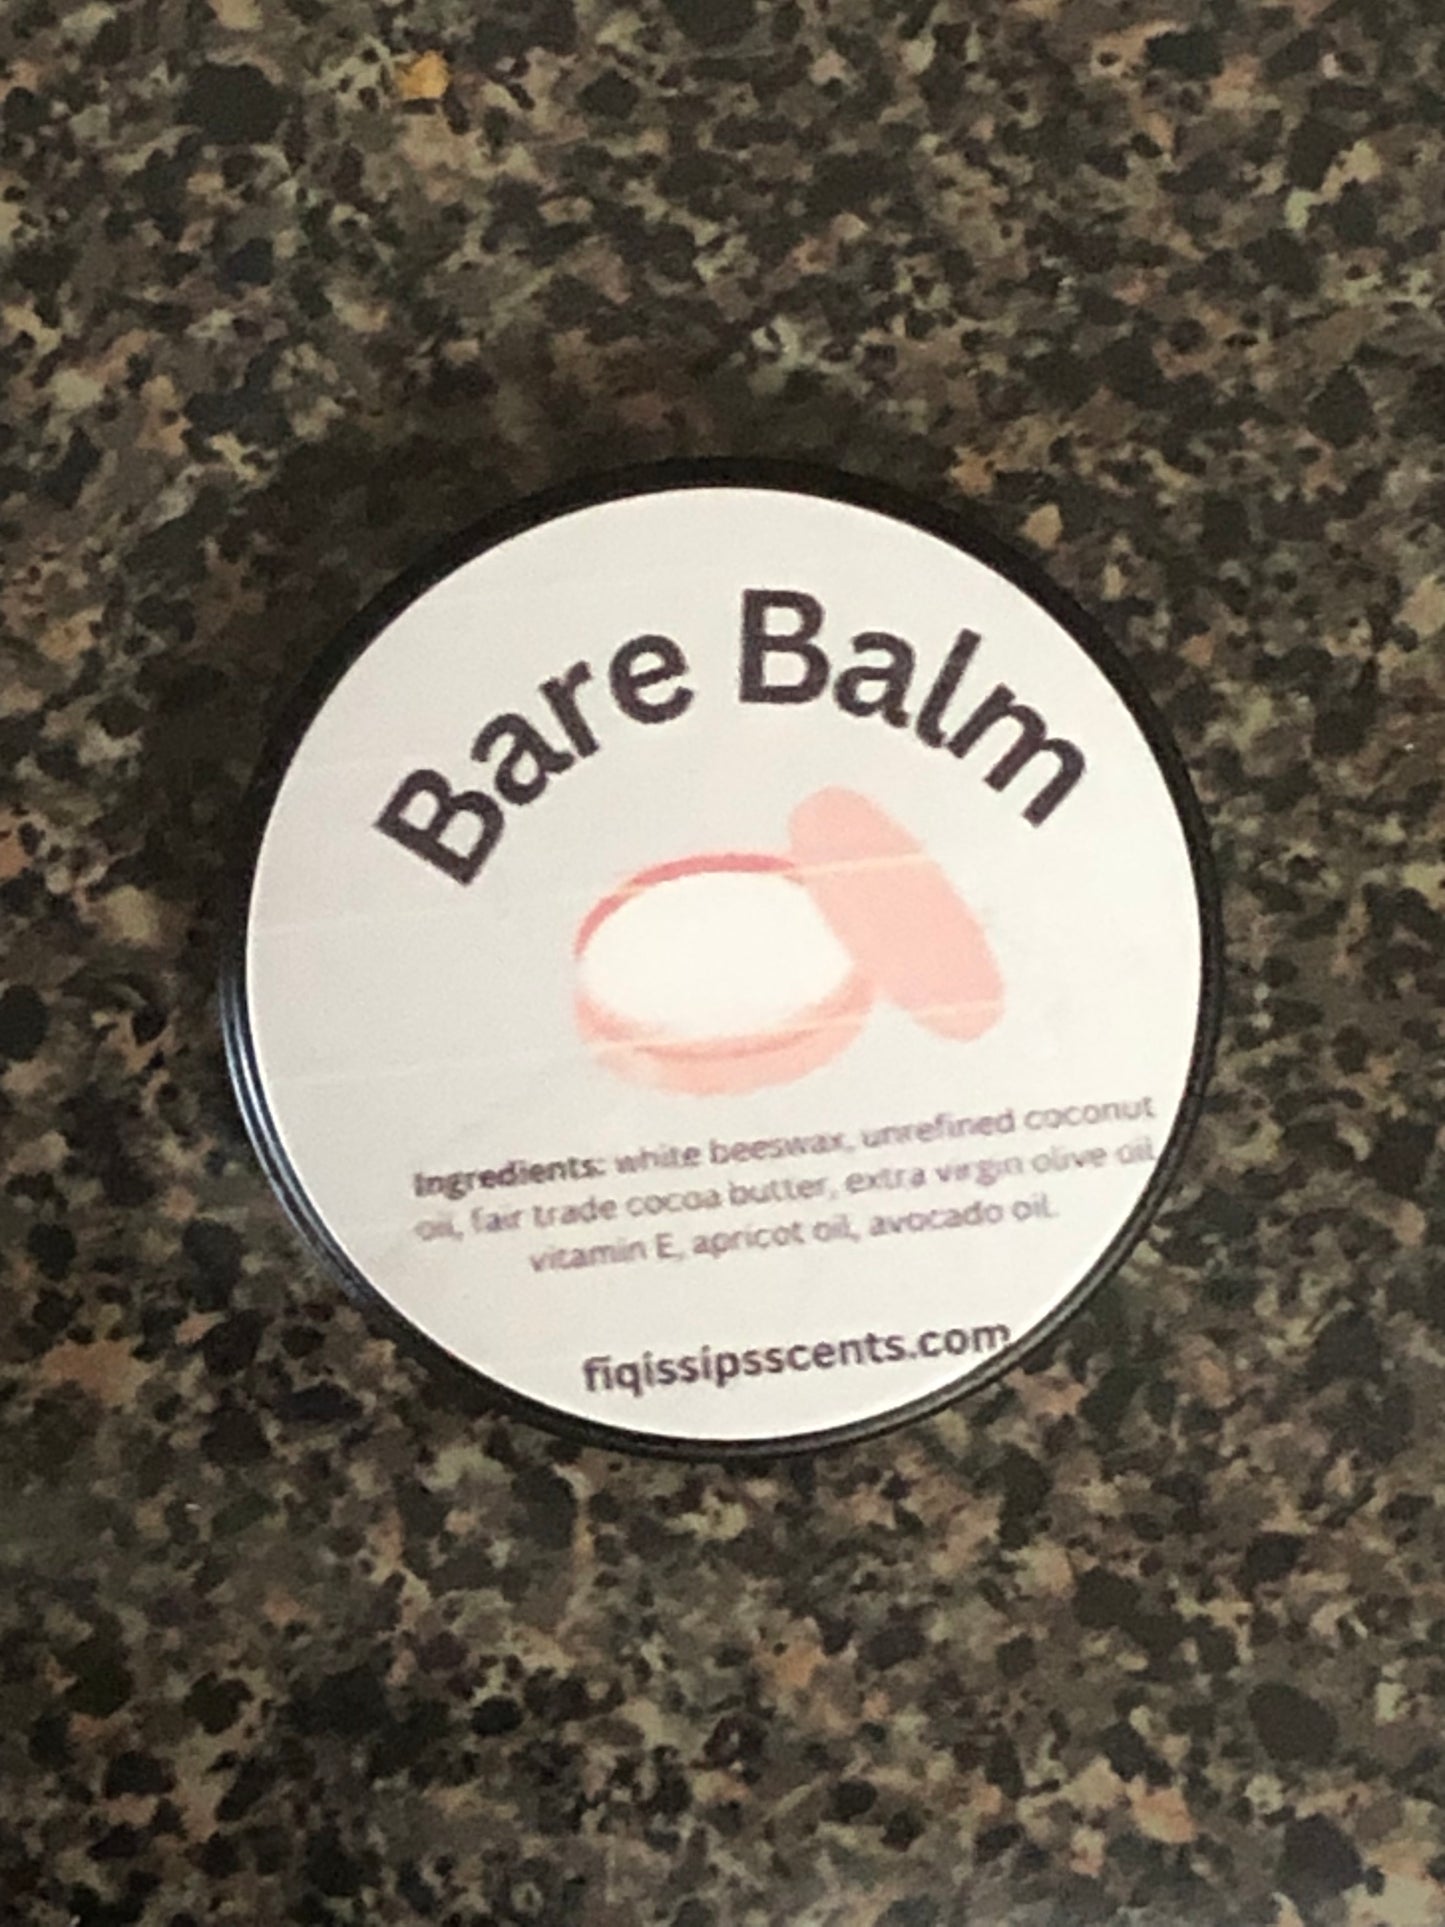 Bare Balm
Ingredients: white beeswax, unrefined coconut
oil, fair trade cocoa butter, extra virgin olive oil,
vitamin E, apricot oil, avocado oil.
fiqissipsscents.com